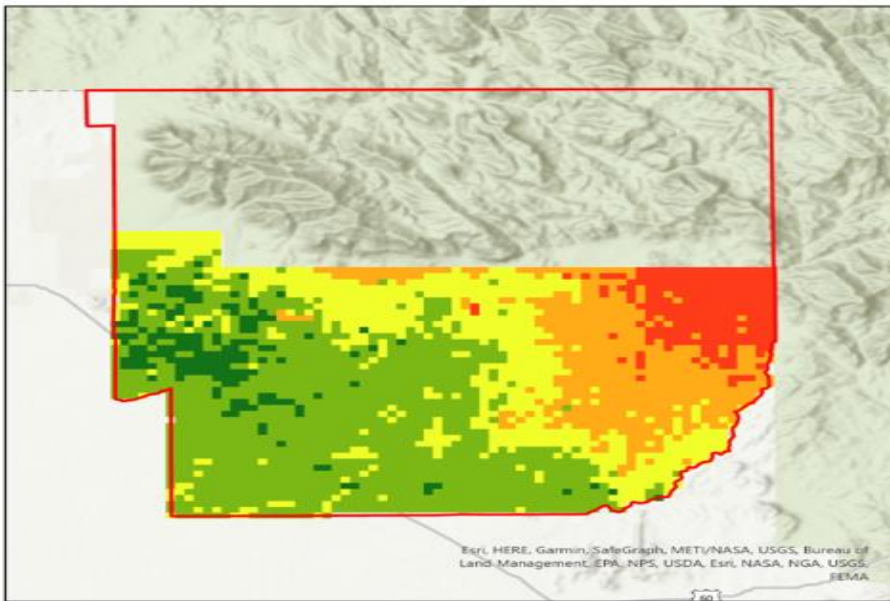 Esri, HERE, Garmin, SafeGraph, METI/NASA, USGS, Bureau of
Land Management, EPA, NPS, USDA, Esri, NASA, NGA, USGS,
FEMA
50